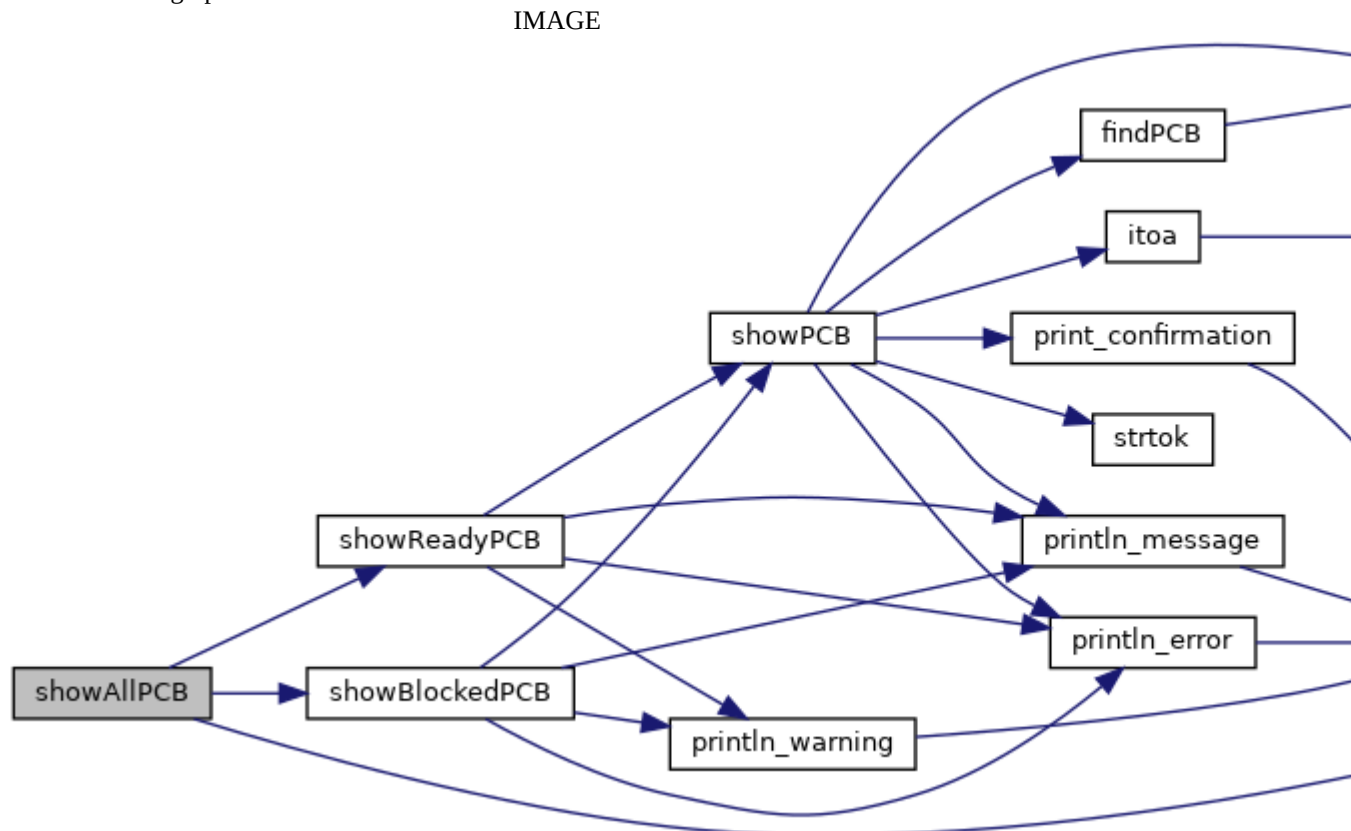 IMAGE
findPCB
itoa
showPCB
print_confirmation
strtok
showReadyPCB
println_message
println_error
showAllPCB
showBlockedPCB
println_warning